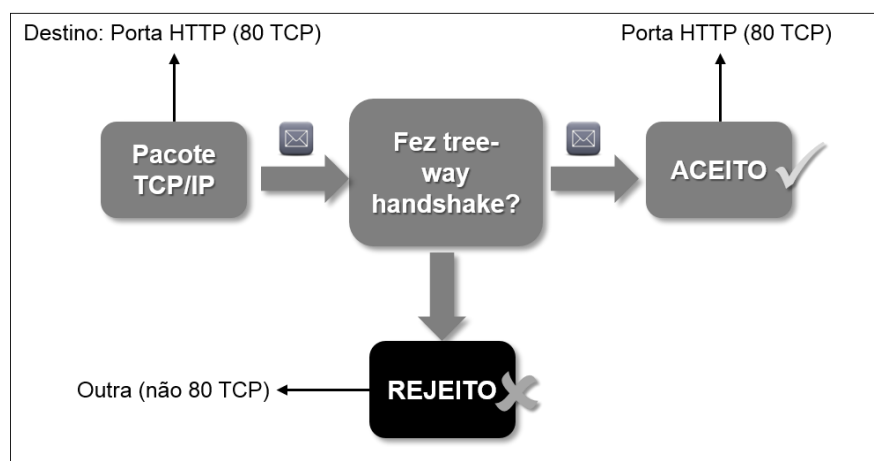 Destino: Porta HTTP (80 TCP)
Porta HTTP (80 TCP)
Pacote
TCP/IP
Fez tree-
way
handshake?
ACEITO
REJEITO
Outra (não 80 TCP)